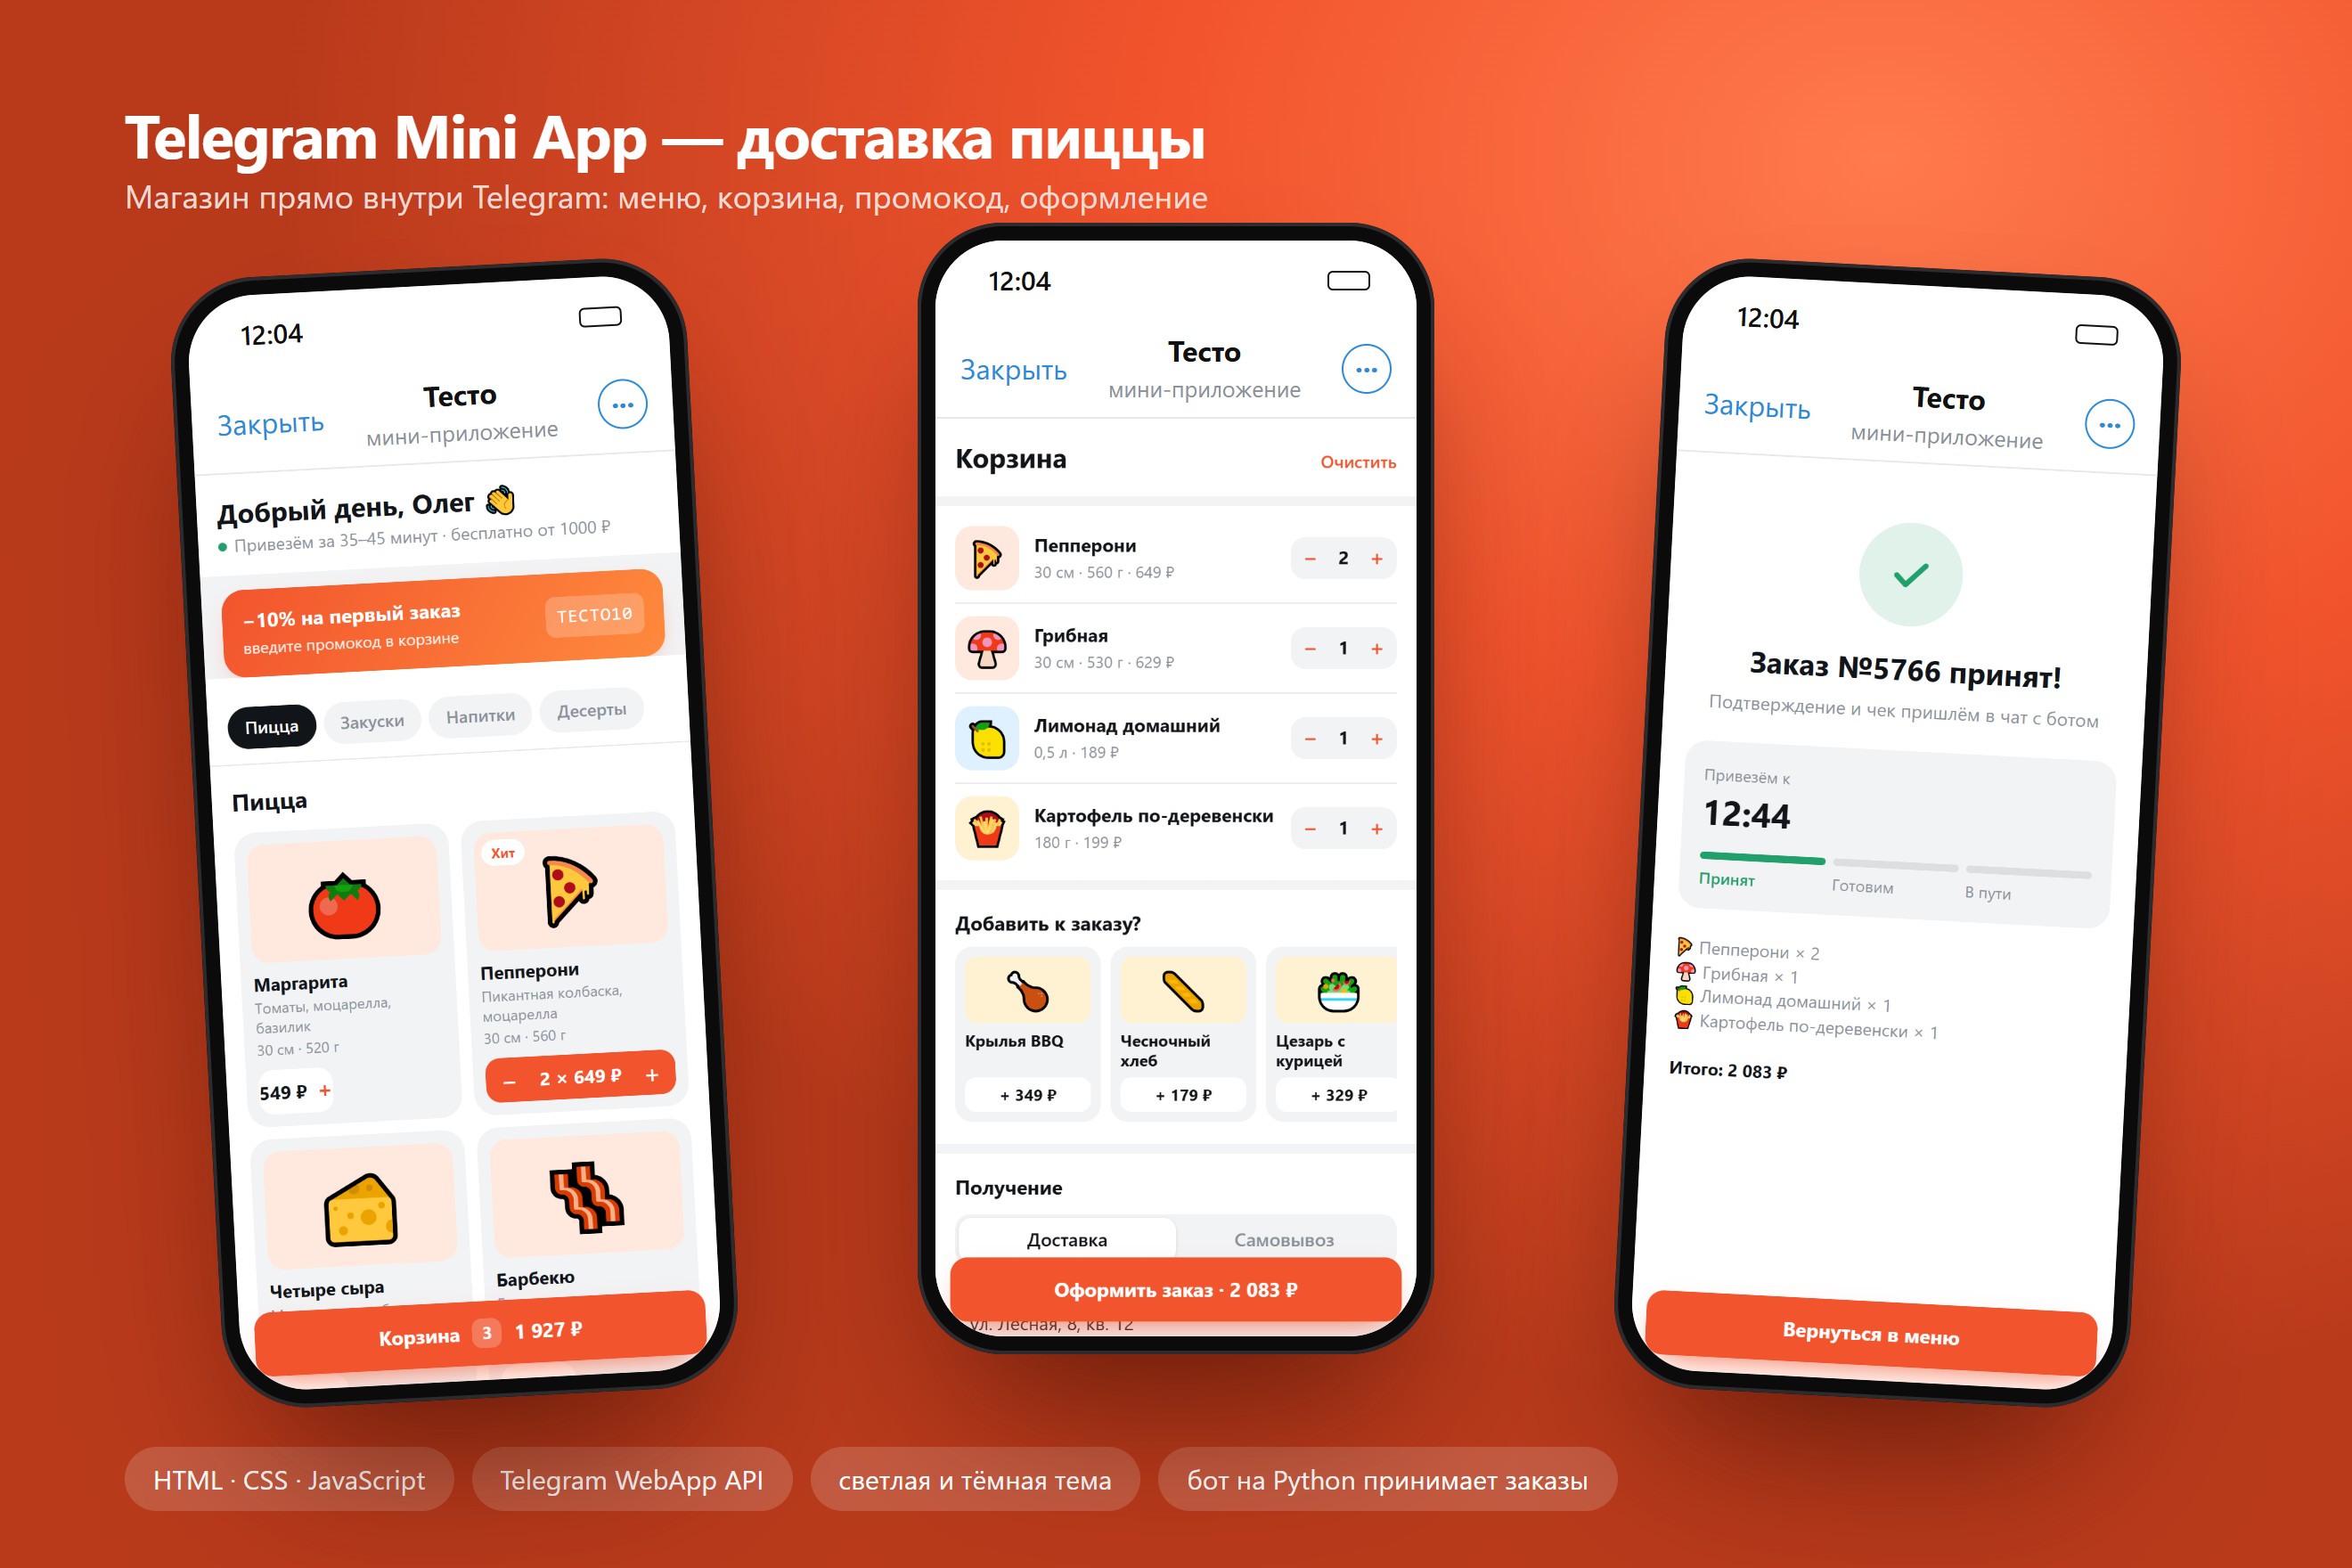 Telegram Mini App — доставка пиццы
Магазин прямо внутри Telegram: меню, корзина, промокод, оформление
12:04
Закрыть
Тесто
мини-приложение
Добрый день, Олег
Привезём за 35–45 минут · бесплатно от 1000 ₽
−10% на первый заказ
введите промокод в корзине
ТЕСТО10
Пицца
Закуски
Напитки
Десерты
Пицца
Маргарита
Томаты, моцарелла,
базилик
30 см · 520 г
549 ₽ +
Хит
Пепперони
Пикантная колбаска,
моцарелла
30 см · 560 г
− 2 × 649 ₽ +
Четыре сыра
Барбекю
Корзина 3 1 927 ₽
12:04
Закрыть
Тесто
мини-приложение
Корзина
Очистить
Пепперони
30 см · 560 г · 649 ₽
− 2 +
Грибная
30 см · 530 г · 629 ₽
− 1 +
Лимонад домашний
0,5 л · 189 ₽
− 1 +
Картофель по-деревенски
180 г · 199 ₽
− 1 +
Добавить к заказу?
Крылья BBQ
+ 349 ₽
Чесночный
хлеб
+ 179 ₽
Цезарь с
курицей
+ 329 ₽
Получение
Доставка
Самовывоз
Оформить заказ · 2 083 ₽
ул. Лесная, 8, кв. 12
12:04
Закрыть
Тесто
мини-приложение
Заказ №5766 принят!
Подтверждение и чек пришлём в чат с ботом
Привезём к
12:44
Принят
Готовим
В пути
Пепперони × 2
Грибная × 1
Лимонад домашний × 1
Картофель по-деревенски × 1
Итого: 2 083 ₽
Вернуться в меню
HTML · CSS · JavaScript
Telegram WebApp API
светлая и тёмная тема
бот на Python принимает заказы